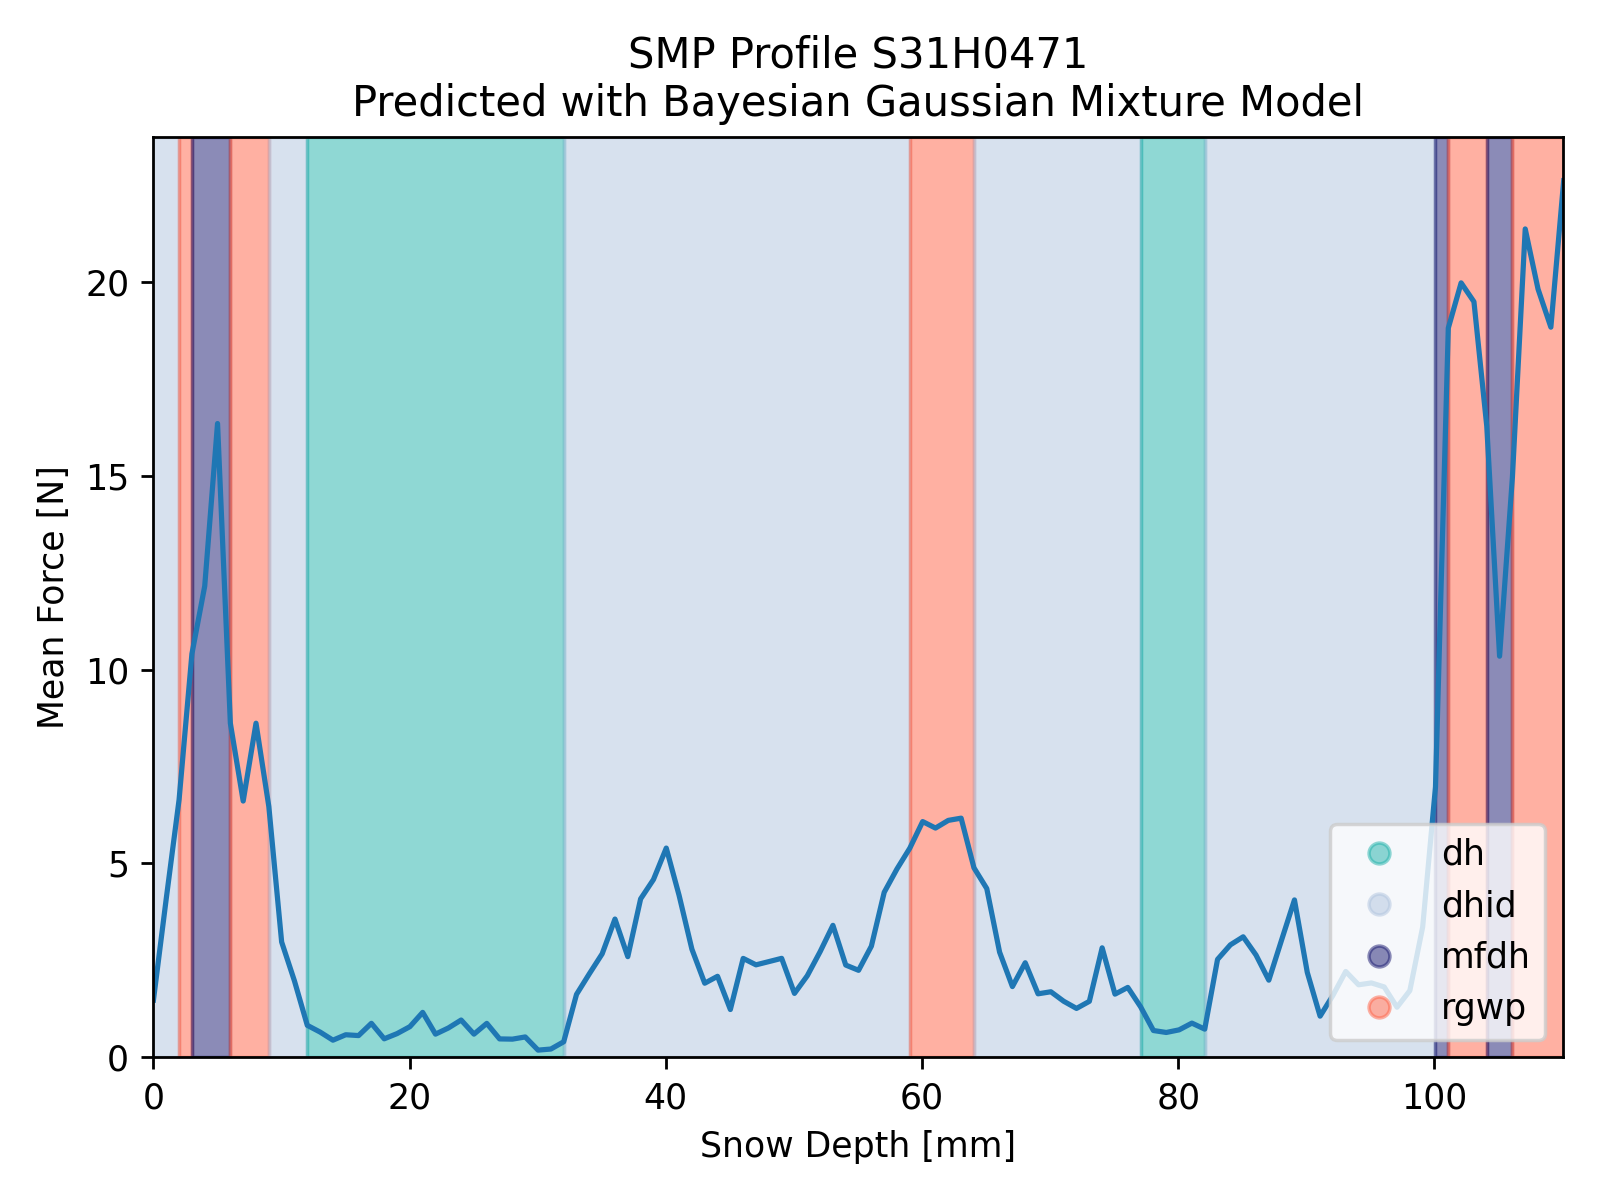 SMP Profile S31H0471
Predicted with Bayesian Gaussian Mixture Model
Mean Force [N]
20
15
10
5
0
dh
dhid
mfdh
rgwp
0 20 40 60 80 100
Snow Depth [mm]